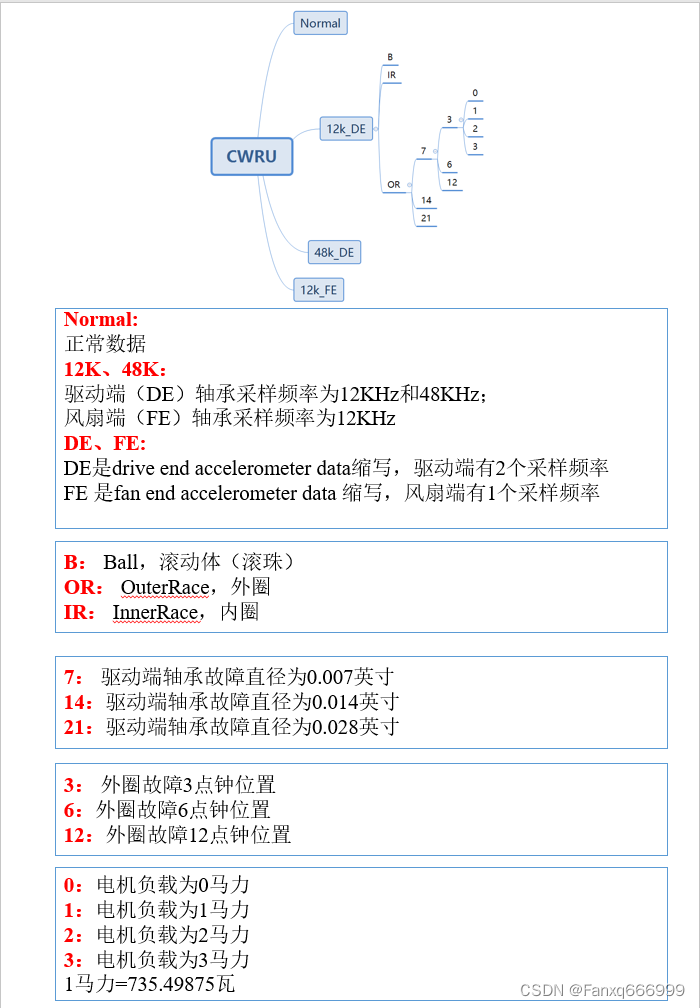 Normal
B
IR
0
1
2
3
3
12k_DE
7
6
12
CWRU
OR
14
21
48k_DE
12k_FE
Normal:
正常数据
12K、48K：
驱动端（DE）轴承采样频率为12KHz和48KHz；
风扇端（FE）轴承采样频率为12KHz
DE、FE:
DE是drive end accelerometer data缩写，驱动端有2个采样频率
FE 是fan end accelerometer data 缩写，风扇端有1个采样频率
B： Ball，滚动体（滚珠）
OR： OuterRace，外圈
IR： InnerRace，内圈
7： 驱动端轴承故障直径为0.007英寸
14：驱动端轴承故障直径为0.014英寸
21：驱动端轴承故障直径为0.028英寸
3： 外圈故障3点钟位置
6：外圈故障6点钟位置
12：外圈故障12点钟位置
0：电机负载为0马力
1：电机负载为1马力
2：电机负载为2马力
3：电机负载为3马力
1马力=735.49875瓦
CSDN @Fanxq666999